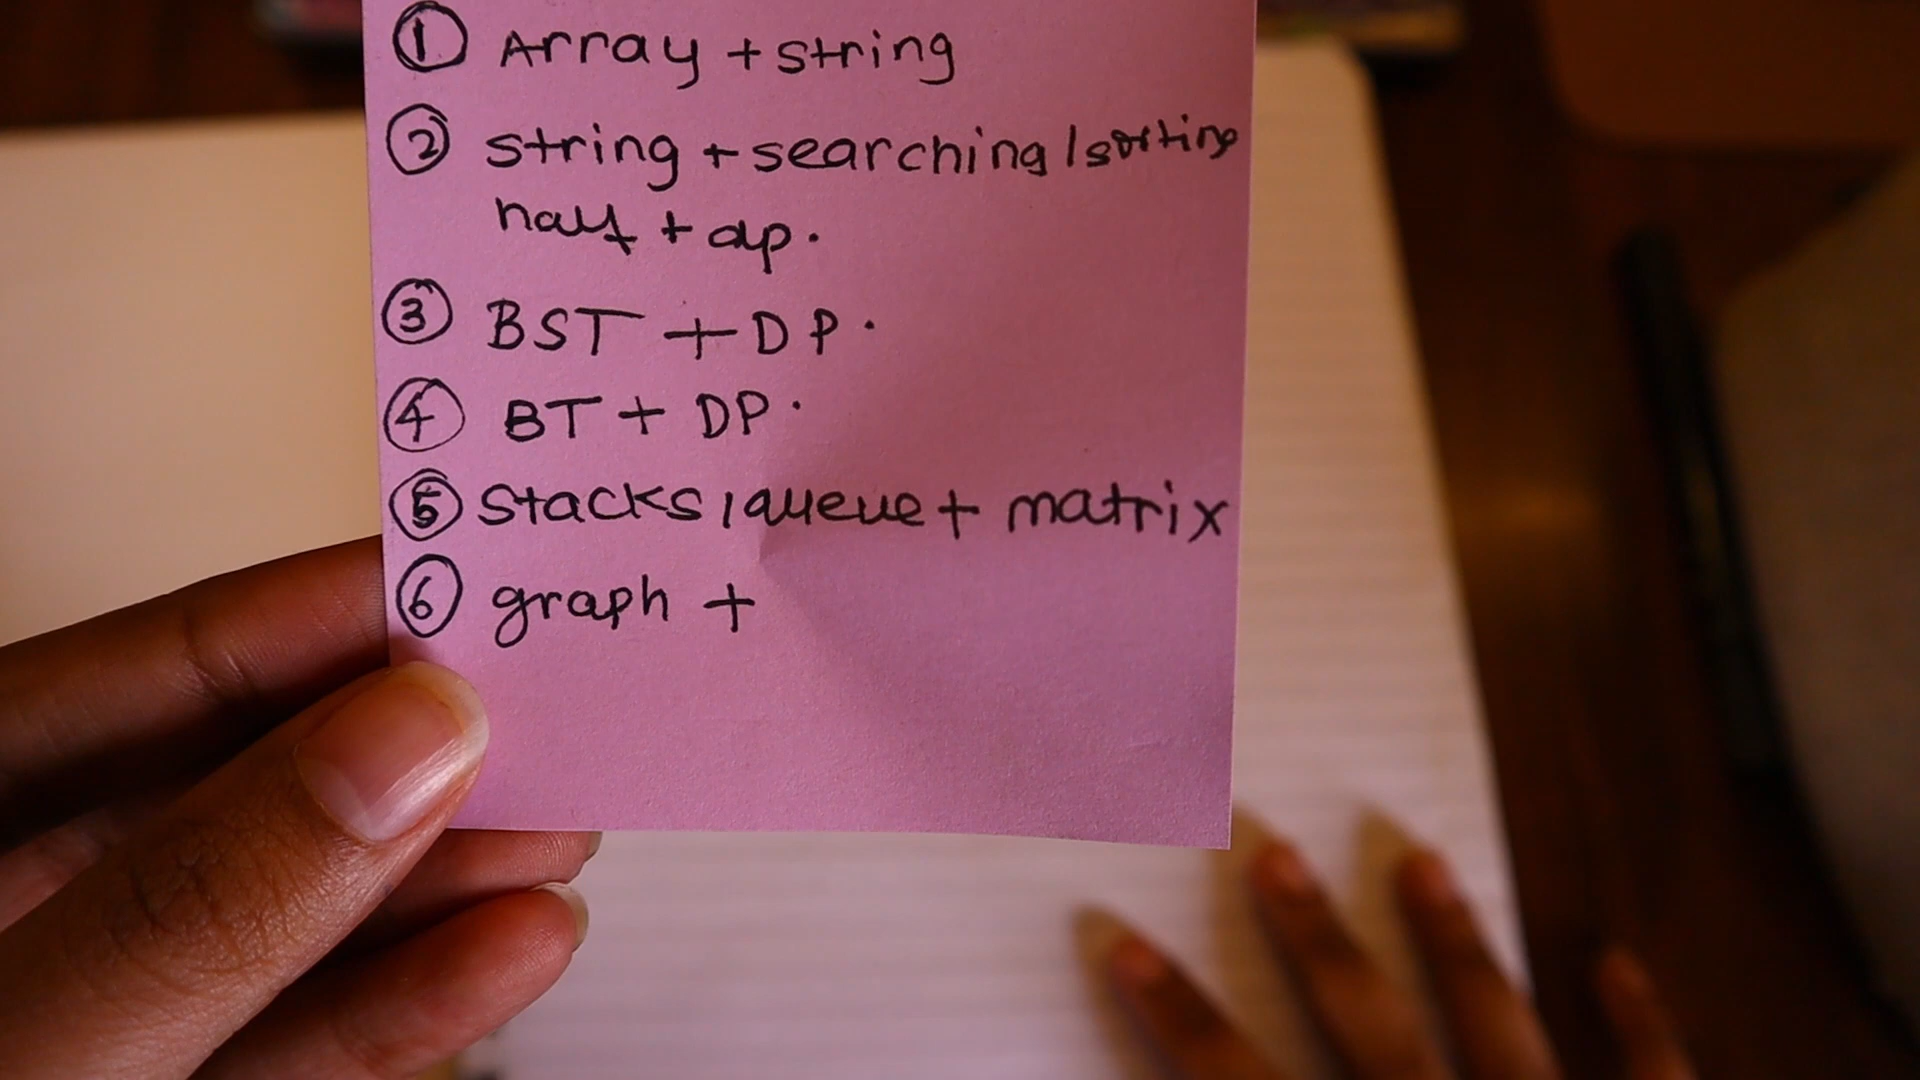 ① Array + string
② string + searching / sorting
half + dp.
③ BST + DP.
④ BT + DP.
⑤ Stacks / queue + matrix
⑥ graph +